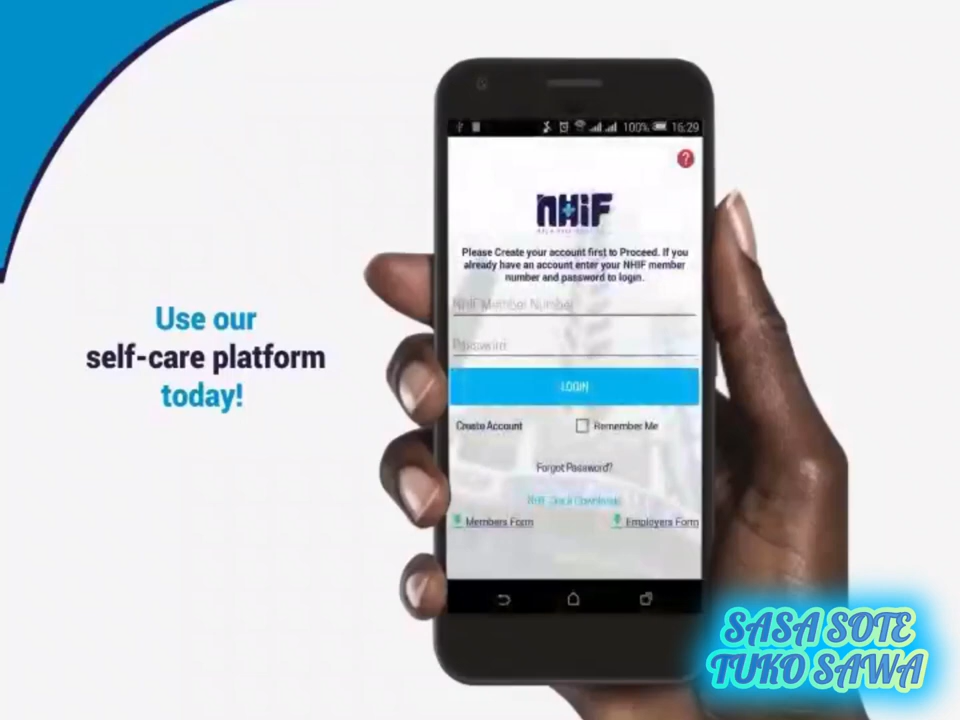 Use our
self-care platform
today!
100% 16:29
?
NHiF
Please Create your account first to Proceed. If you
already have an account enter your NHIF member
number and password to login.
NHIF Member Number
Password
LOGIN
Create Account
Remember Me
Forgot Password?
Members Form
Employers Form
SASA SOTE
TUKO SAWA